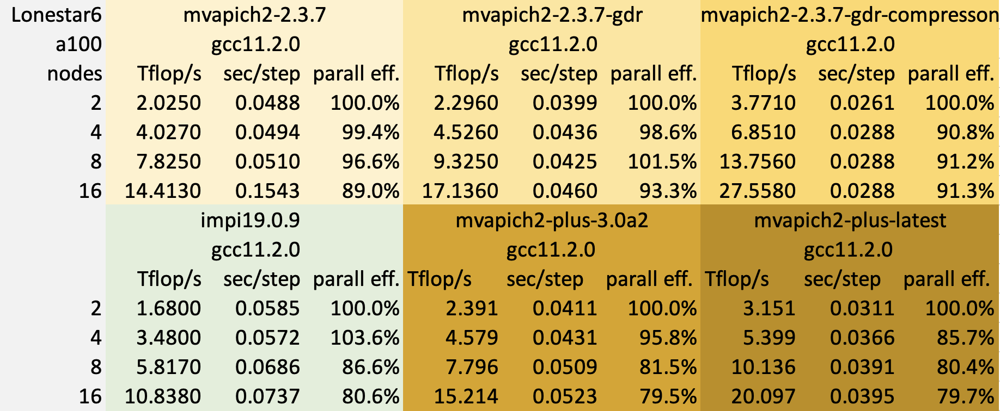 Lonestar6 mvapich2-2.3.7 mvapich2-2.3.7-gdr mvapich2-2.3.7-gdr-compresson
a100 gcc11.2.0 gcc11.2.0 gcc11.2.0
nodes Tflop/s sec/step parall eff. Tflop/s sec/step parall eff. Tflop/s sec/step parall eff.
2 2.0250 0.0488 100.0% 2.2960 0.0399 100.0% 3.7710 0.0261 100.0%
4 4.0270 0.0494 99.4% 4.5260 0.0436 98.6% 6.8510 0.0288 90.8%
8 7.8250 0.0510 96.6% 9.3250 0.0425 101.5% 13.7560 0.0288 91.2%
16 14.4130 0.1543 89.0% 17.1360 0.0460 93.3% 27.5580 0.0288 91.3%
impi19.0.9 mvapich2-plus-3.0a2 mvapich2-plus-latest
gcc11.2.0 gcc11.2.0 gcc11.2.0
Tflop/s sec/step parall eff. Tflop/s sec/step parall eff. Tflop/s sec/step parall eff.
2 1.6800 0.0585 100.0% 2.391 0.0411 100.0% 3.151 0.0311 100.0%
4 3.4800 0.0572 103.6% 4.579 0.0431 95.8% 5.399 0.0366 85.7%
8 5.8170 0.0686 86.6% 7.796 0.0509 81.5% 10.136 0.0391 80.4%
16 10.8380 0.0737 80.6% 15.214 0.0523 79.5% 20.097 0.0395 79.7%